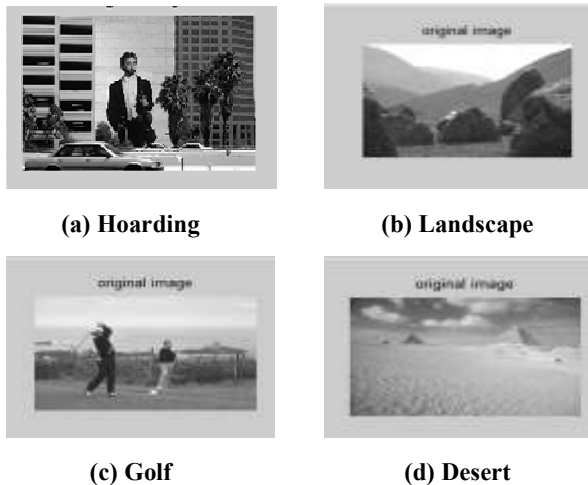 original image
(a) Hoarding
(b) Landscape
original image
original image
(c) Golf
(d) Desert